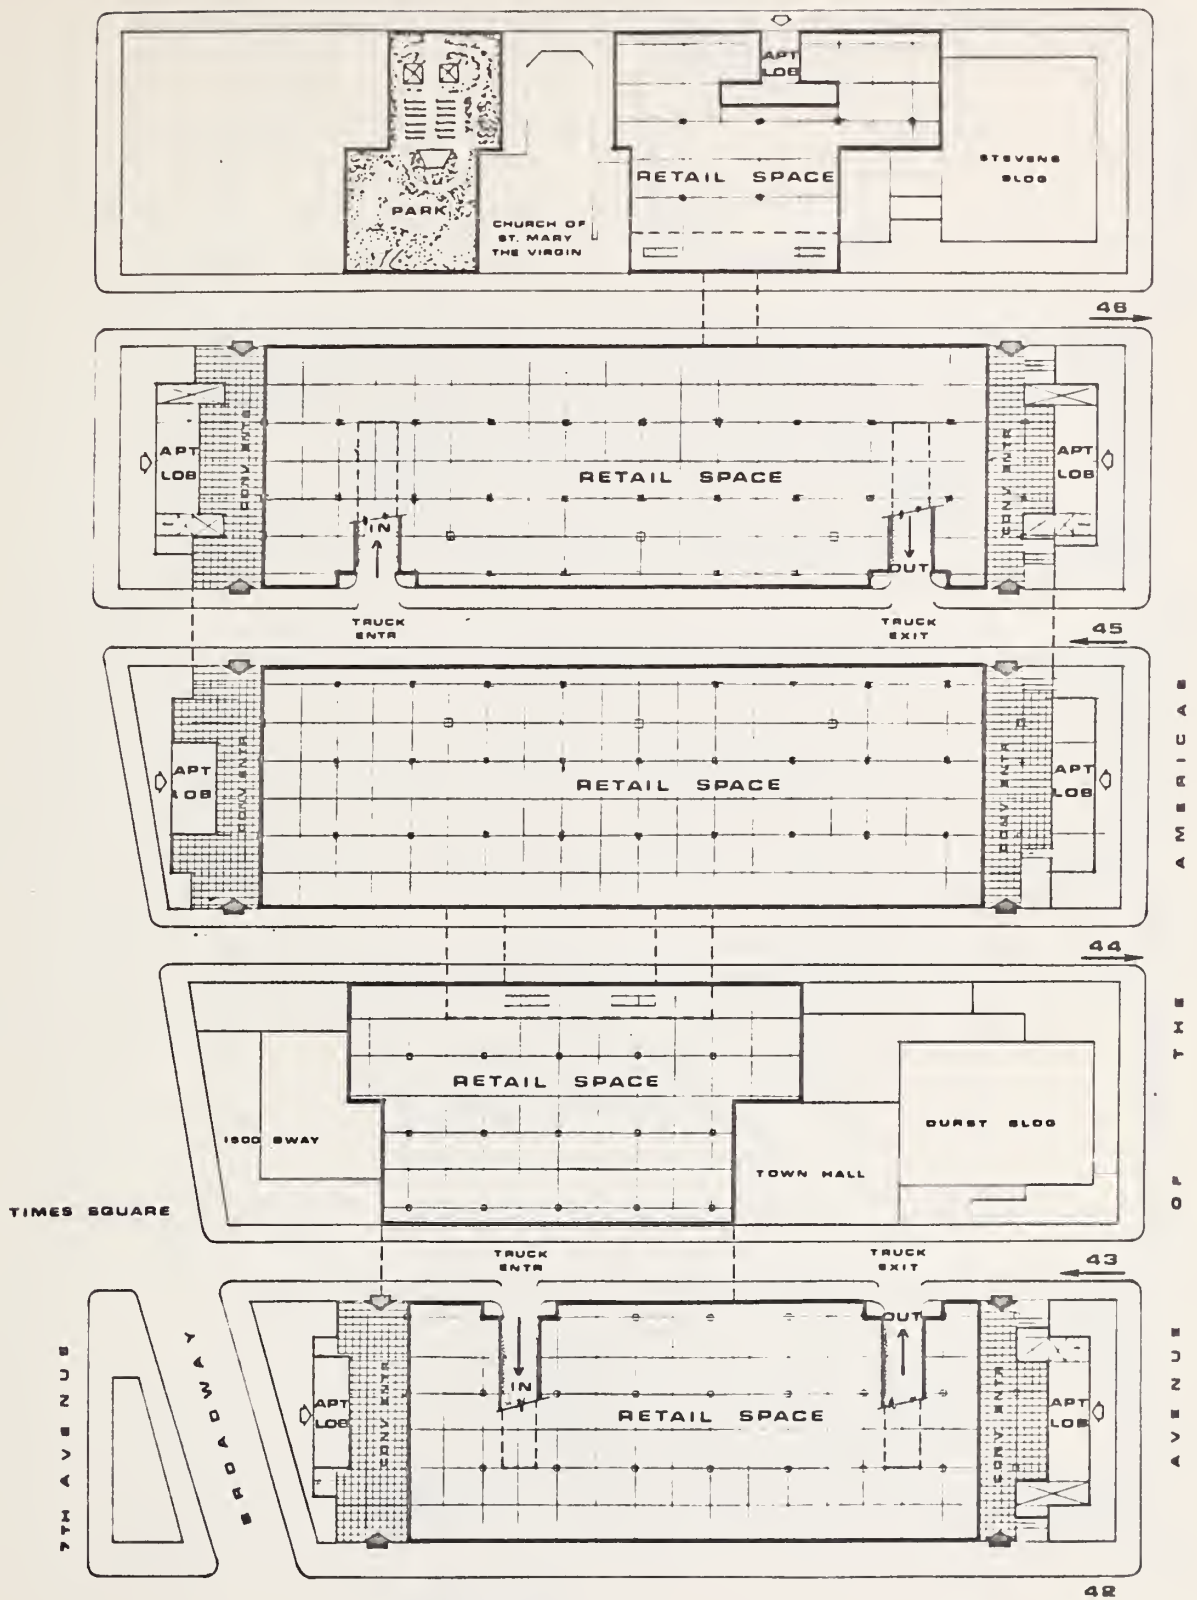 APT
LOB
STEVENS
BLDG
RETAIL SPACE
PARK
CHURCH OF
ST. MARY
THE VIRGIN
46
CONV ENTR
APT
LOB
RETAIL SPACE
CONV ENTR
APT
LOB
IN
OUT
TRUCK
ENTR
TRUCK
EXIT
45
CONV ENTR
APT
LOB
RETAIL SPACE
CONV ENTR
APT
LOB
44
RETAIL SPACE
1500 BWAY
DURST BLDG
TOWN HALL
TIMES SQUARE
TRUCK
ENTR
TRUCK
EXIT
43
IN
OUT
CONV ENTR
APT
LOB
RETAIL SPACE
CONV ENTR
APT
LOB
42
7TH AVENUE
BROADWAY
AVENUE OF THE AMERICAS